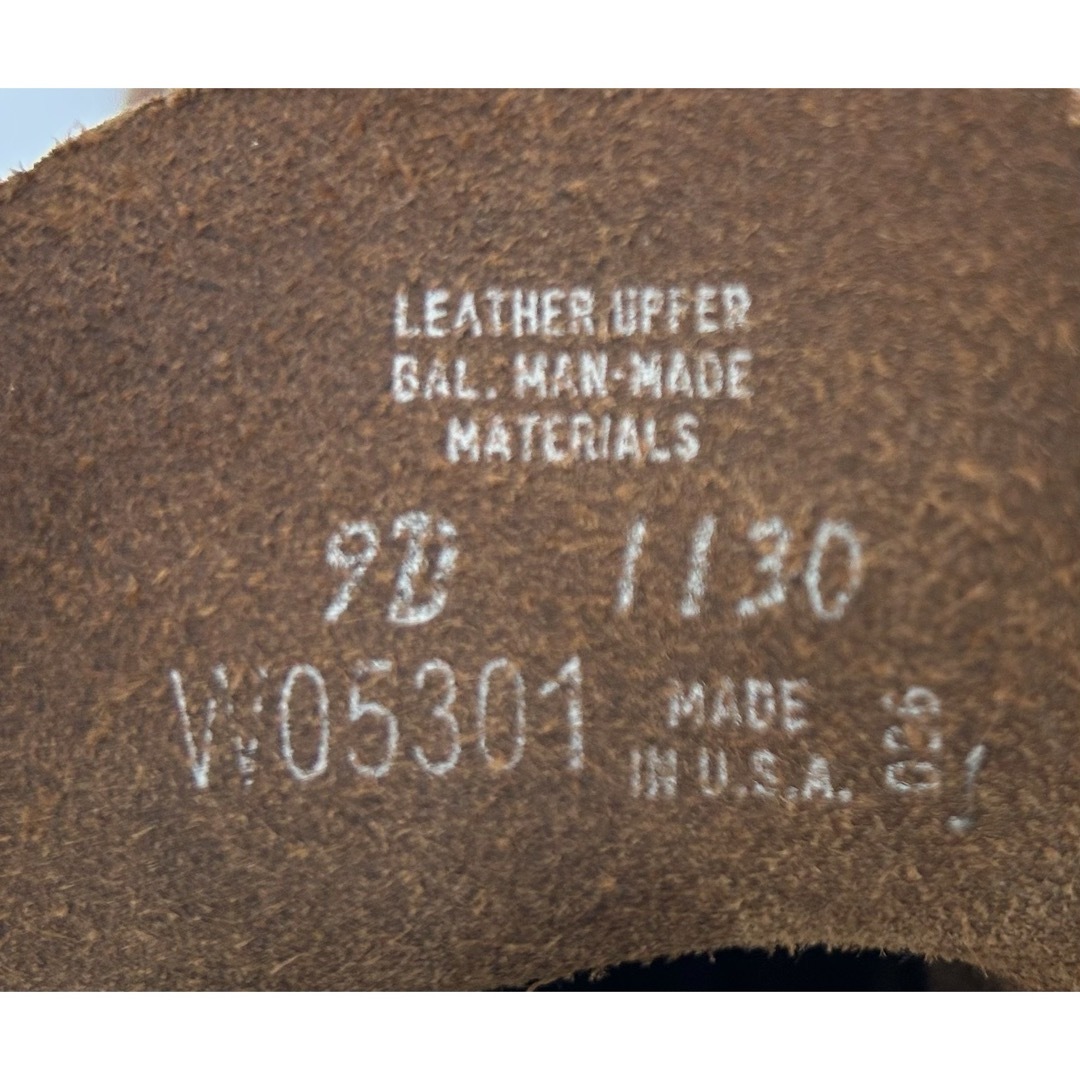 LEATHER UPPER
BAL. MAN-MADE
MATERIALS
9D 1130
W05301 MADE
IN U.S.A.